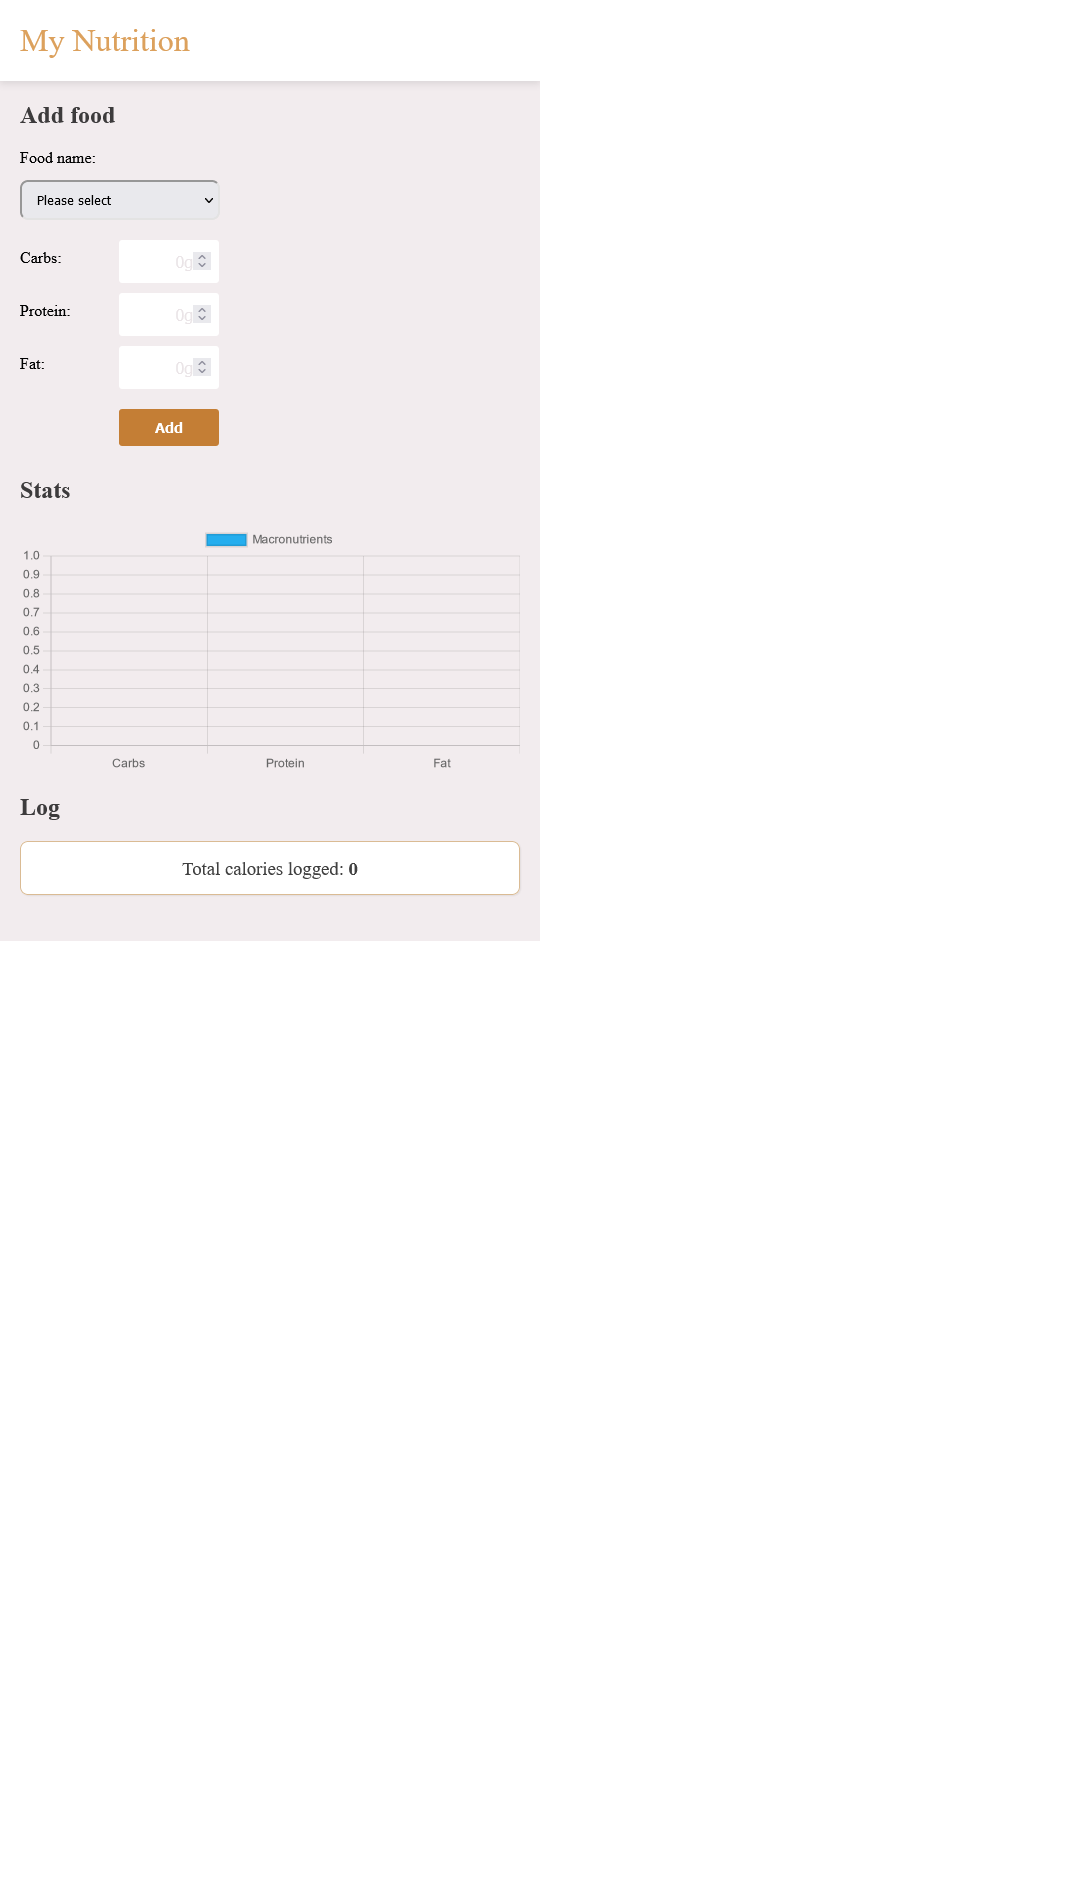 My Nutrition
Add food
Food name:
Please select
Carbs: 0g
Protein: 0g
Fat: 0g
Add
Stats
Macronutrients
1.0
0.9
0.8
0.7
0.6
0.5
0.4
0.3
0.2
0.1
0
Carbs Protein Fat
Log
Total calories logged: 0